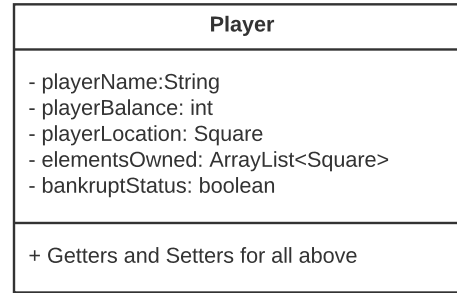 Player
- playerName:String
- playerBalance: int
- playerLocation: Square
- elementsOwned: ArrayList<Square>
- bankruptStatus: boolean
+ Getters and Setters for all above